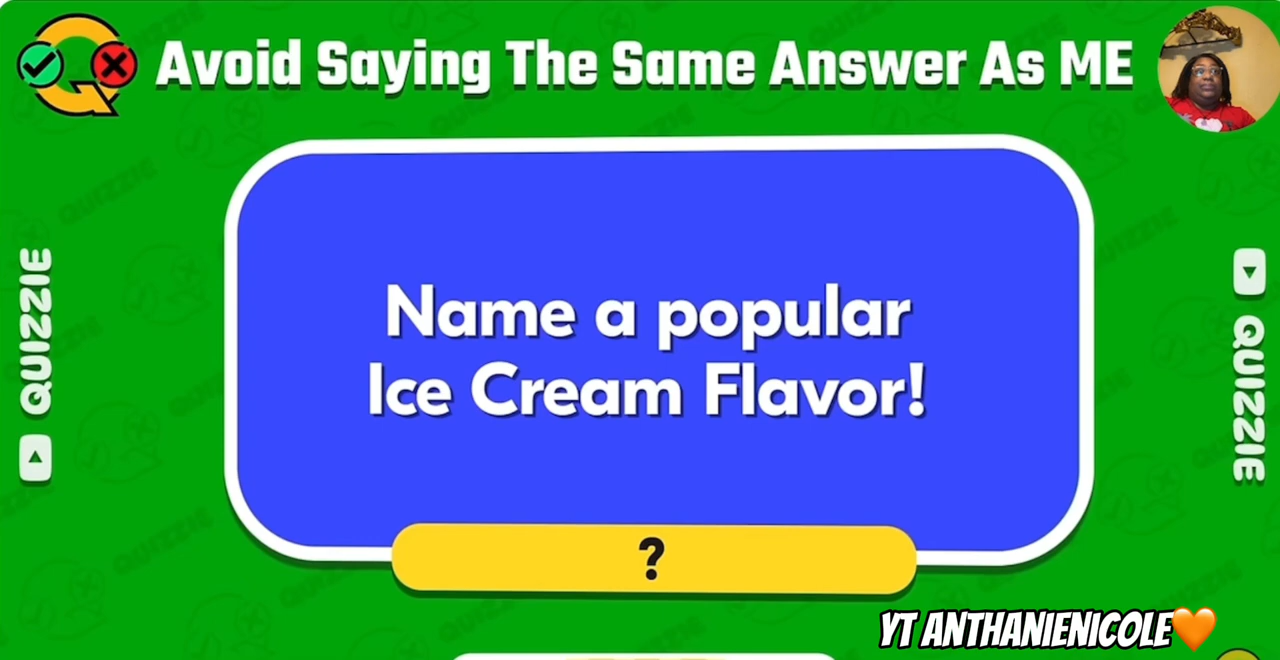 Avoid Saying The Same Answer As ME
QUIZZIE
Name a popular
Ice Cream Flavor!
QUIZZIE
?
YT ANTHANIENICOLE🧡